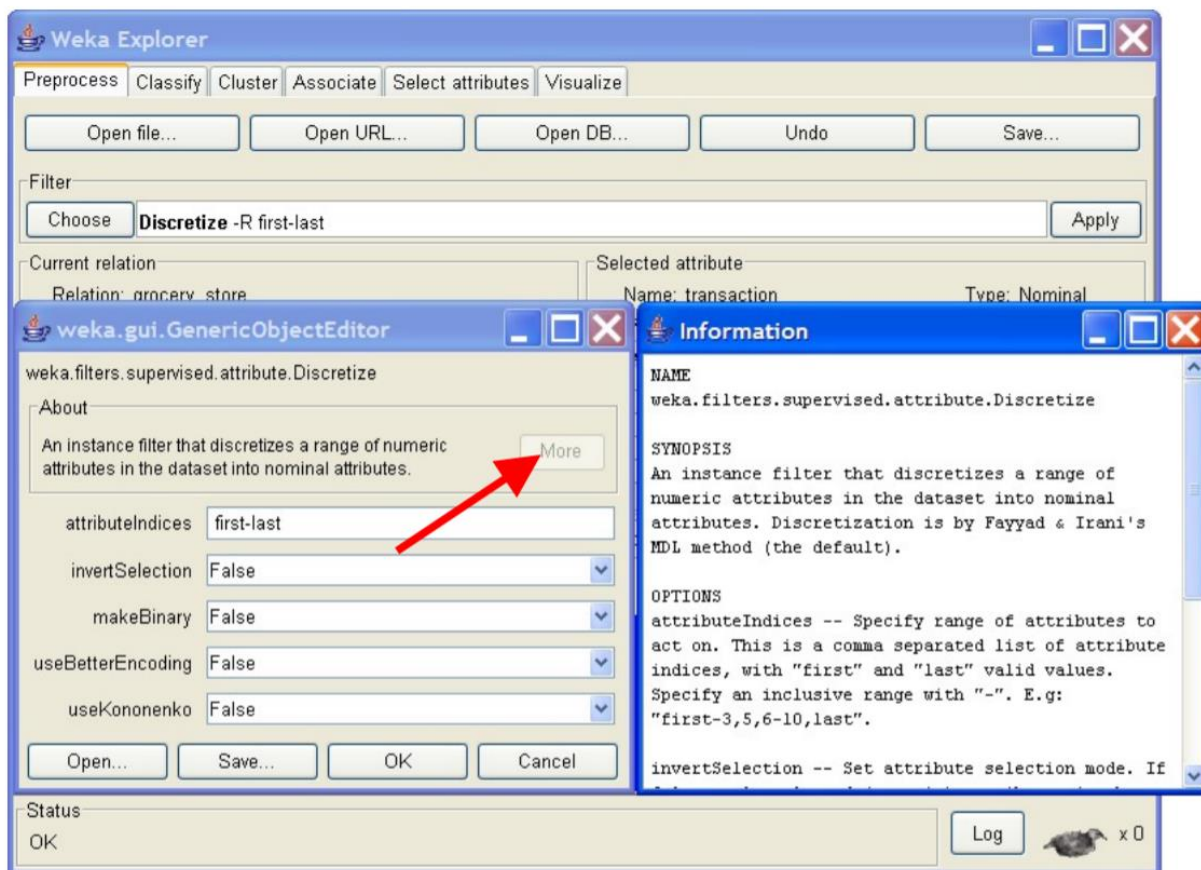 Weka Explorer
Preprocess Classify Cluster Associate Select attributes Visualize
Open file... Open URL... Open DB... Undo Save...
Filter
Choose Discretize -R first-last Apply
Current relation
Relation: grocery_store
Selected attribute
Name: transaction Type: Nominal
weka.gui.GenericObjectEditor
weka.filters.supervised.attribute.Discretize
About
An instance filter that discretizes a range of numeric
attributes in the dataset into nominal attributes.
More
attributeIndices first-last
invertSelection False
makeBinary False
useBetterEncoding False
useKononenko False
Open... Save... OK Cancel
Information
NAME
weka.filters.supervised.attribute.Discretize
SYNOPSIS
An instance filter that discretizes a range of
numeric attributes in the dataset into nominal
attributes. Discretization is by Fayyad & Irani's
MDL method (the default).
OPTIONS
attributeIndices -- Specify range of attributes to
act on. This is a comma separated list of attribute
indices, with "first" and "last" valid values.
Specify an inclusive range with "-". E.g:
"first-3,5,6-10,last".
invertSelection -- Set attribute selection mode. If
Status
OK
Log x 0